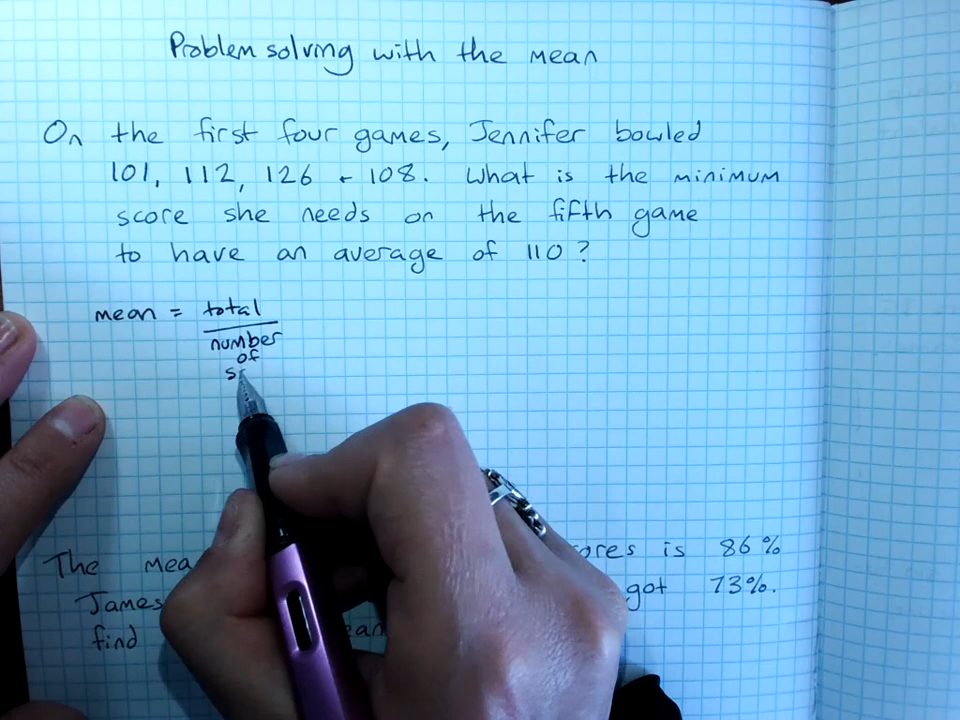 Problem solving with the mean
On the first four games, Jennifer bowled
101, 112, 126 + 108. What is the minimum
score she needs on the fifth game
to have an average of 110?
mean = total
number
of
The ores is 86%
James got 73%.
find